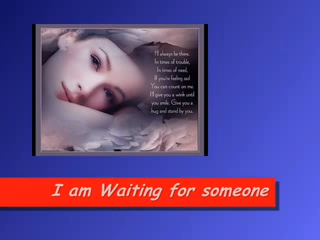 I'll always be there.
In times of trouble,
In times of need,
If you're feeling sad
You can count on me.
I'll give you a wink until
you smile, Give you a
hug and stand by you.
I am Waiting for someone